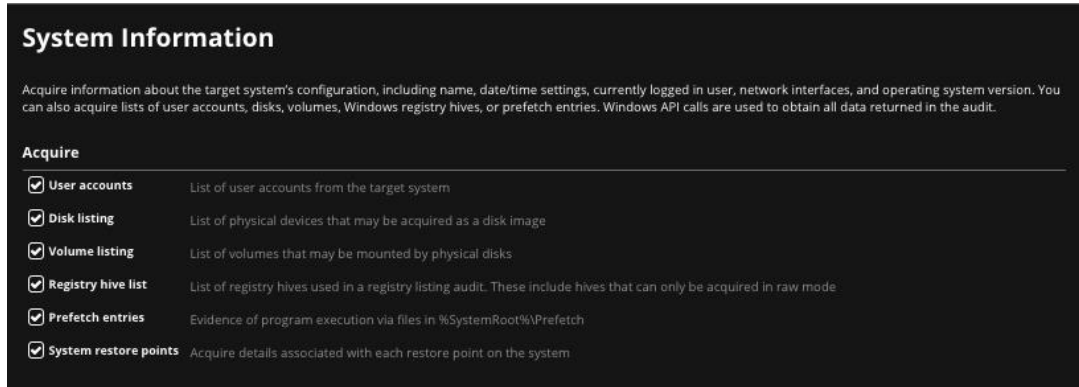 System Information
Acquire information about the target system's configuration, including name, date/time settings, currently logged in user, network interfaces, and operating system version. You
can also acquire lists of user accounts, disks, volumes, Windows registry hives, or prefetch entries. Windows API calls are used to obtain all data returned in the audit.
Acquire
User accounts List of user accounts from the target system
Disk listing List of physical devices that may be acquired as a disk image
Volume listing List of volumes that may be mounted by physical disks
Registry hive list List of registry hives used in a registry listing audit. These include hives that can only be acquired in raw mode
Prefetch entries Evidence of program execution via files in %SystemRoot%\Prefetch
System restore points Acquire details associated with each restore point on the system